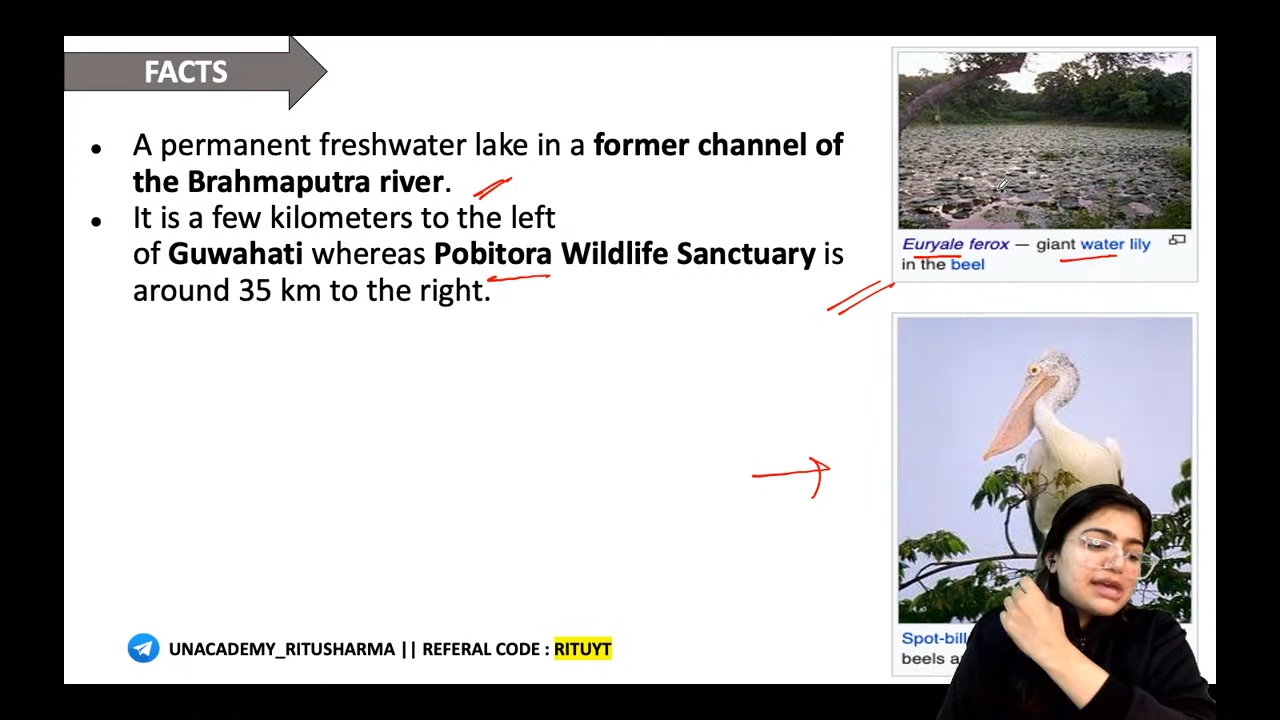 FACTS
• A permanent freshwater lake in a former channel of
the Brahmaputra river.
• It is a few kilometers to the left
of Guwahati whereas Pobitora Wildlife Sanctuary is
around 35 km to the right.
Euryale ferox — giant water lily
in the beel
Spot-bill
beels
UNACADEMY_RITUSHARMA || REFERAL CODE : RITUYT